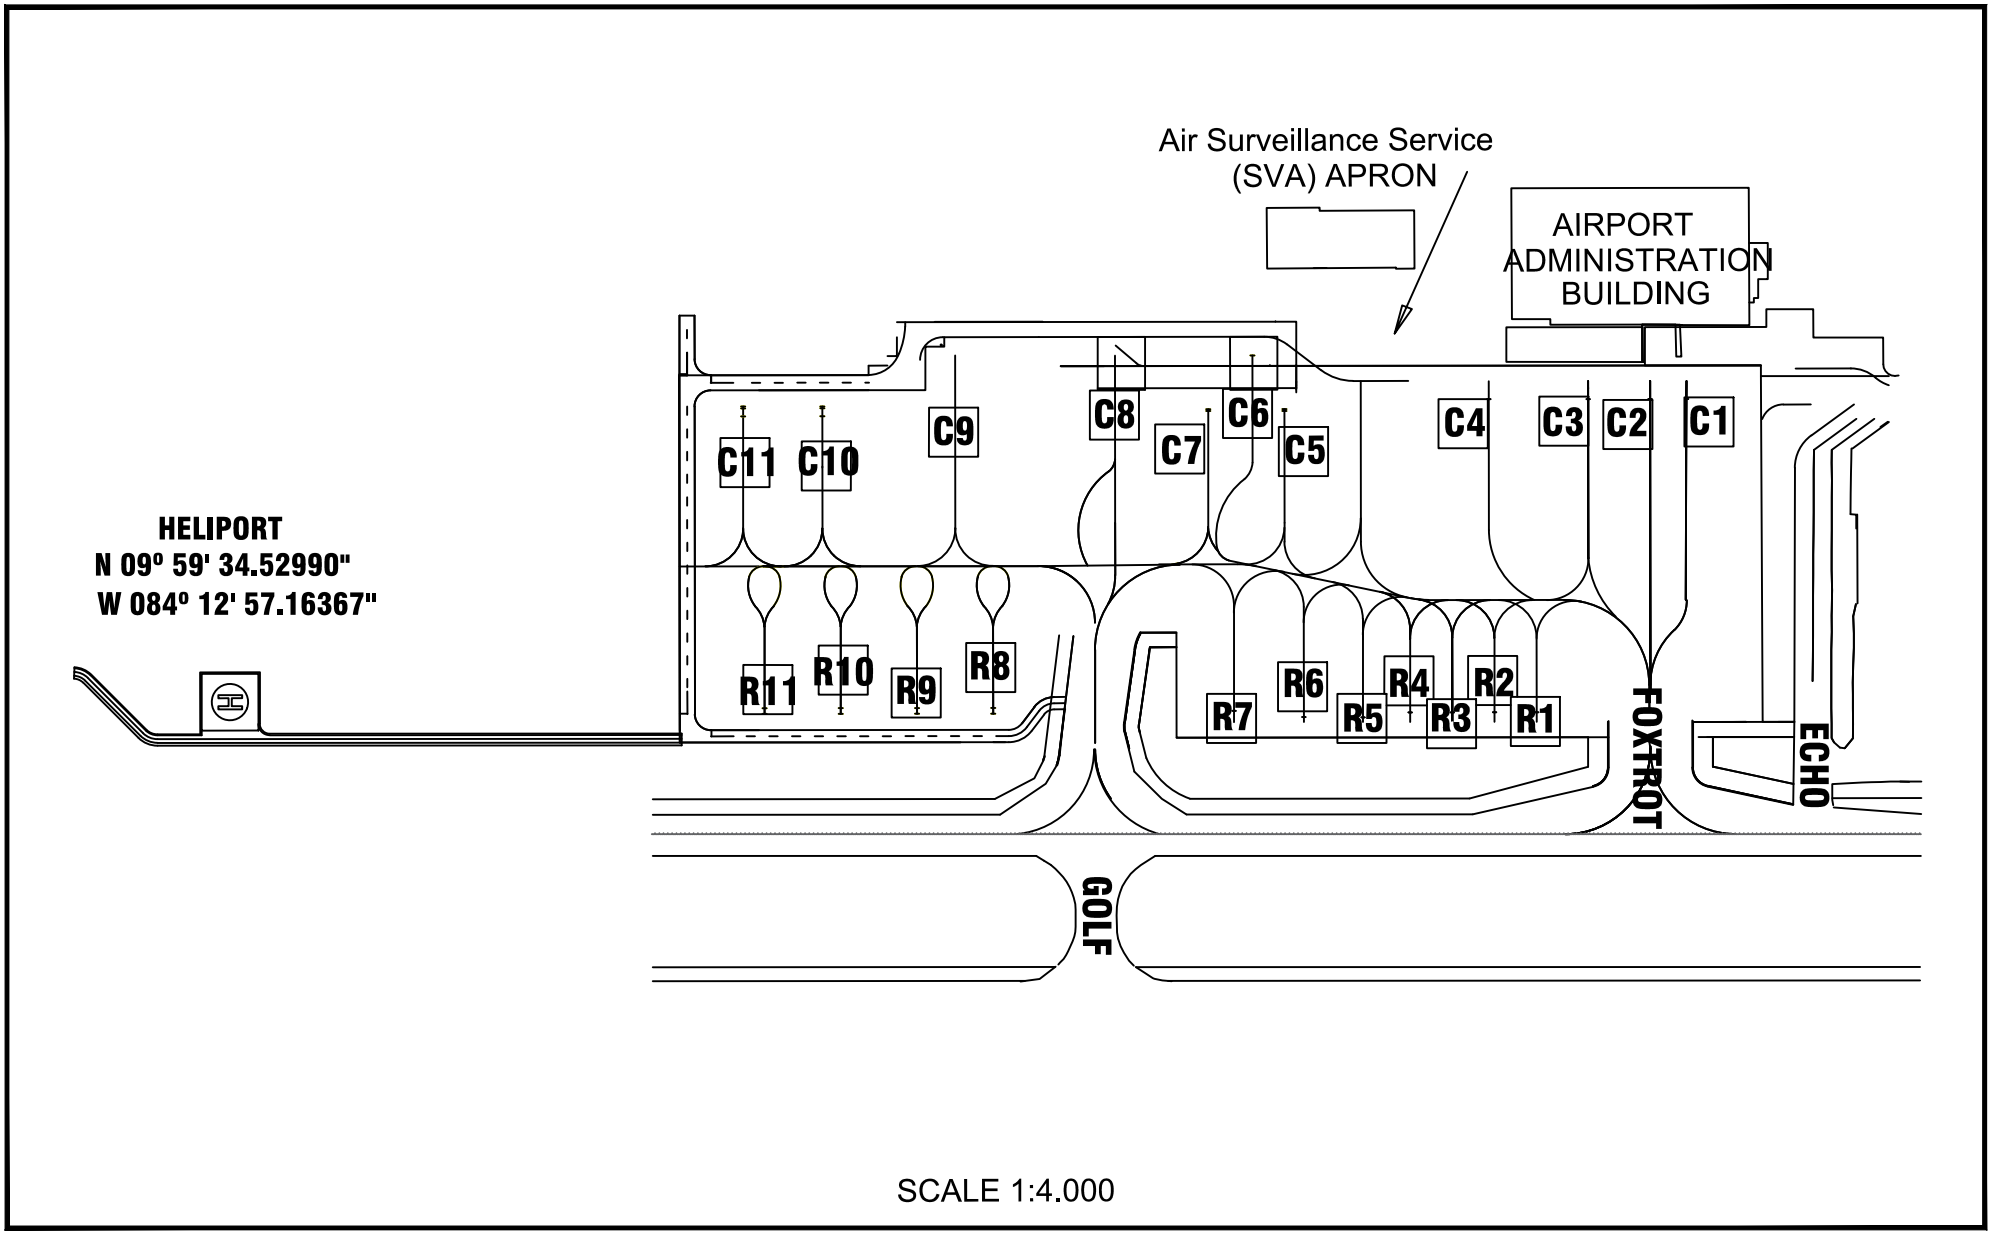 Air Surveillance Service
(SVA) APRON
AIRPORT
ADMINISTRATION
BUILDING
C11
C10
C9
C8
C7
C6
C5
C4
C3
C2
C1
HELIPORT
N 09º 59' 34.52990"
W 084º 12' 57.16367"
H
R11
R10
R9
R8
R7
R6
R5
R4
R3
R2
R1
FOXTROT
ECHO
GOLF
SCALE 1:4.000